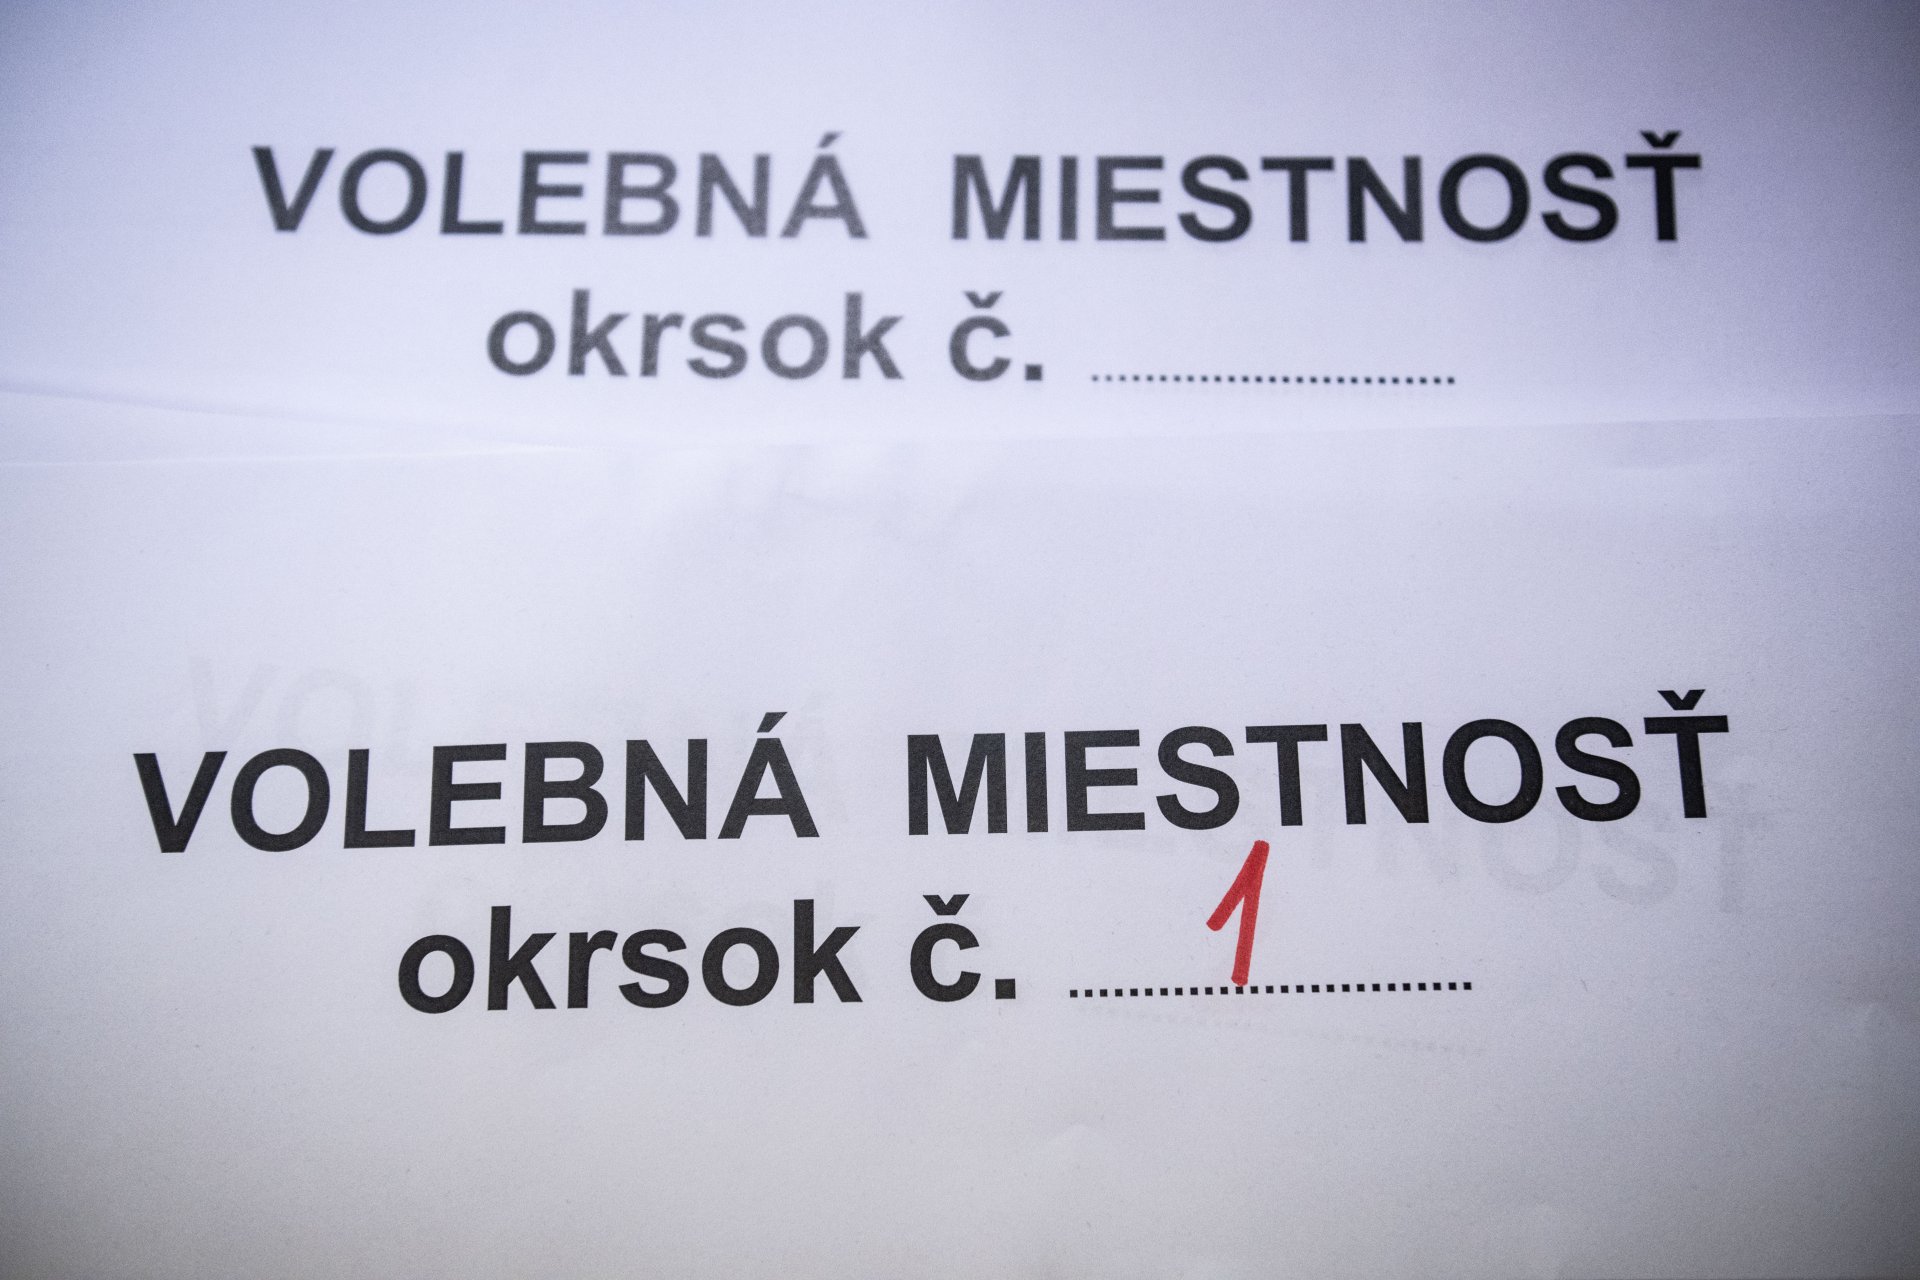 VOLEBNÁ MIESTNOSŤ
okrsok č. ...........................
VOLEBNÁ MIESTNOSŤ
okrsok č. .............1..............